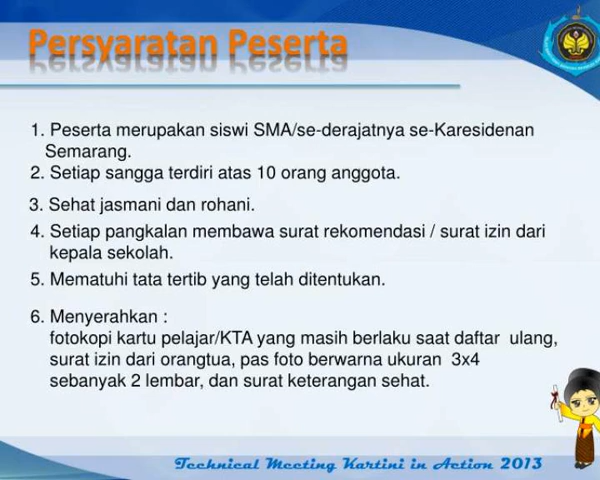 Persyaratan Peserta
1. Peserta merupakan siswi SMA/se-derajatnya se-Karesidenan
Semarang.
2. Setiap sangga terdiri atas 10 orang anggota.
3. Sehat jasmani dan rohani.
4. Setiap pangkalan membawa surat rekomendasi / surat izin dari
kepala sekolah.
5. Mematuhi tata tertib yang telah ditentukan.
6. Menyerahkan :
fotokopi kartu pelajar/KTA yang masih berlaku saat daftar ulang,
surat izin dari orangtua, pas foto berwarna ukuran 3x4
sebanyak 2 lembar, dan surat keterangan sehat.
Technical Meeting Kartini in Action 2013